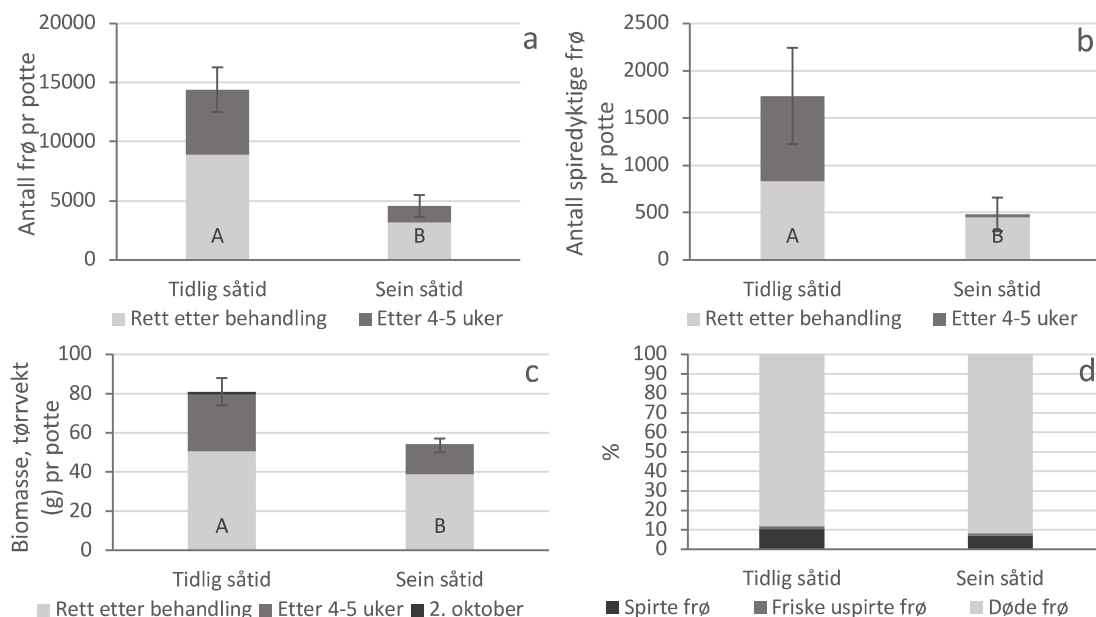 a
Antall frø pr potte
20000
15000
10000
5000
0
A
B
Tidlig såtid
Sein såtid
Rett etter behandling
Etter 4-5 uker
b
Antall spiredyktige frø
pr potte
2500
2000
1500
1000
500
0
A
B
Tidlig såtid
Sein såtid
Rett etter behandling
Etter 4-5 uker
c
Biomasse, tørrvekt
(g) pr potte
100
80
60
40
20
0
A
B
Tidlig såtid
Sein såtid
Rett etter behandling
Etter 4-5 uker
2. oktober
d
%
100
90
80
70
60
50
40
30
20
10
0
Tidlig såtid
Sein såtid
Spirte frø
Friske uspirte frø
Døde frø